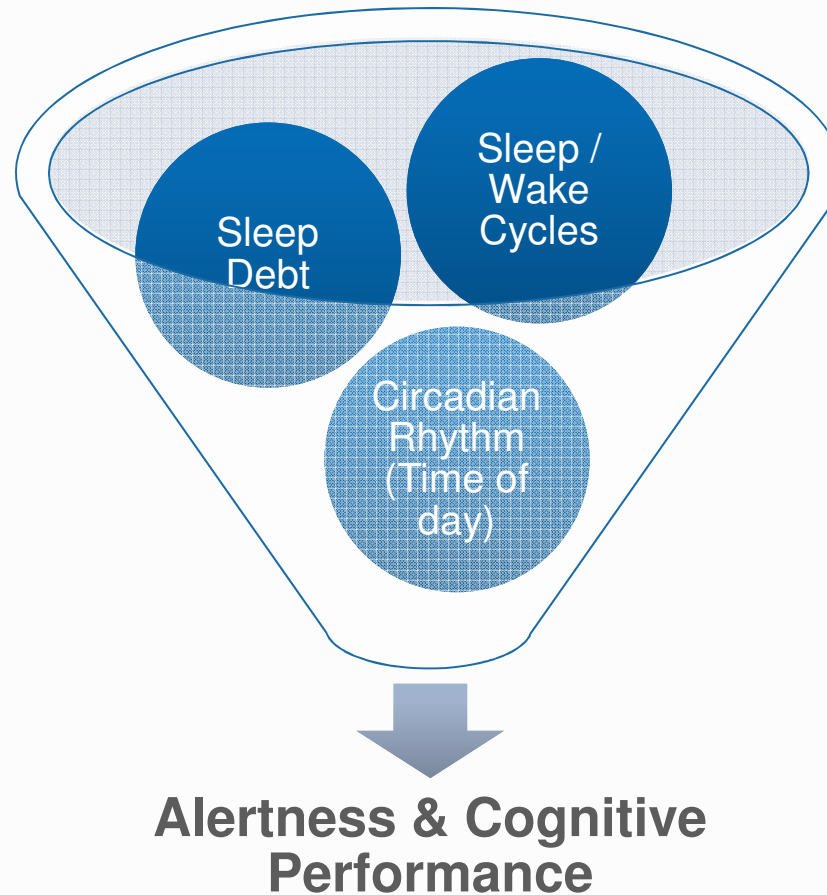 Sleep /
Wake
Cycles
Sleep
Debt
Circadian
Rhythm
(Time of
day)
Alertness & Cognitive
Performance